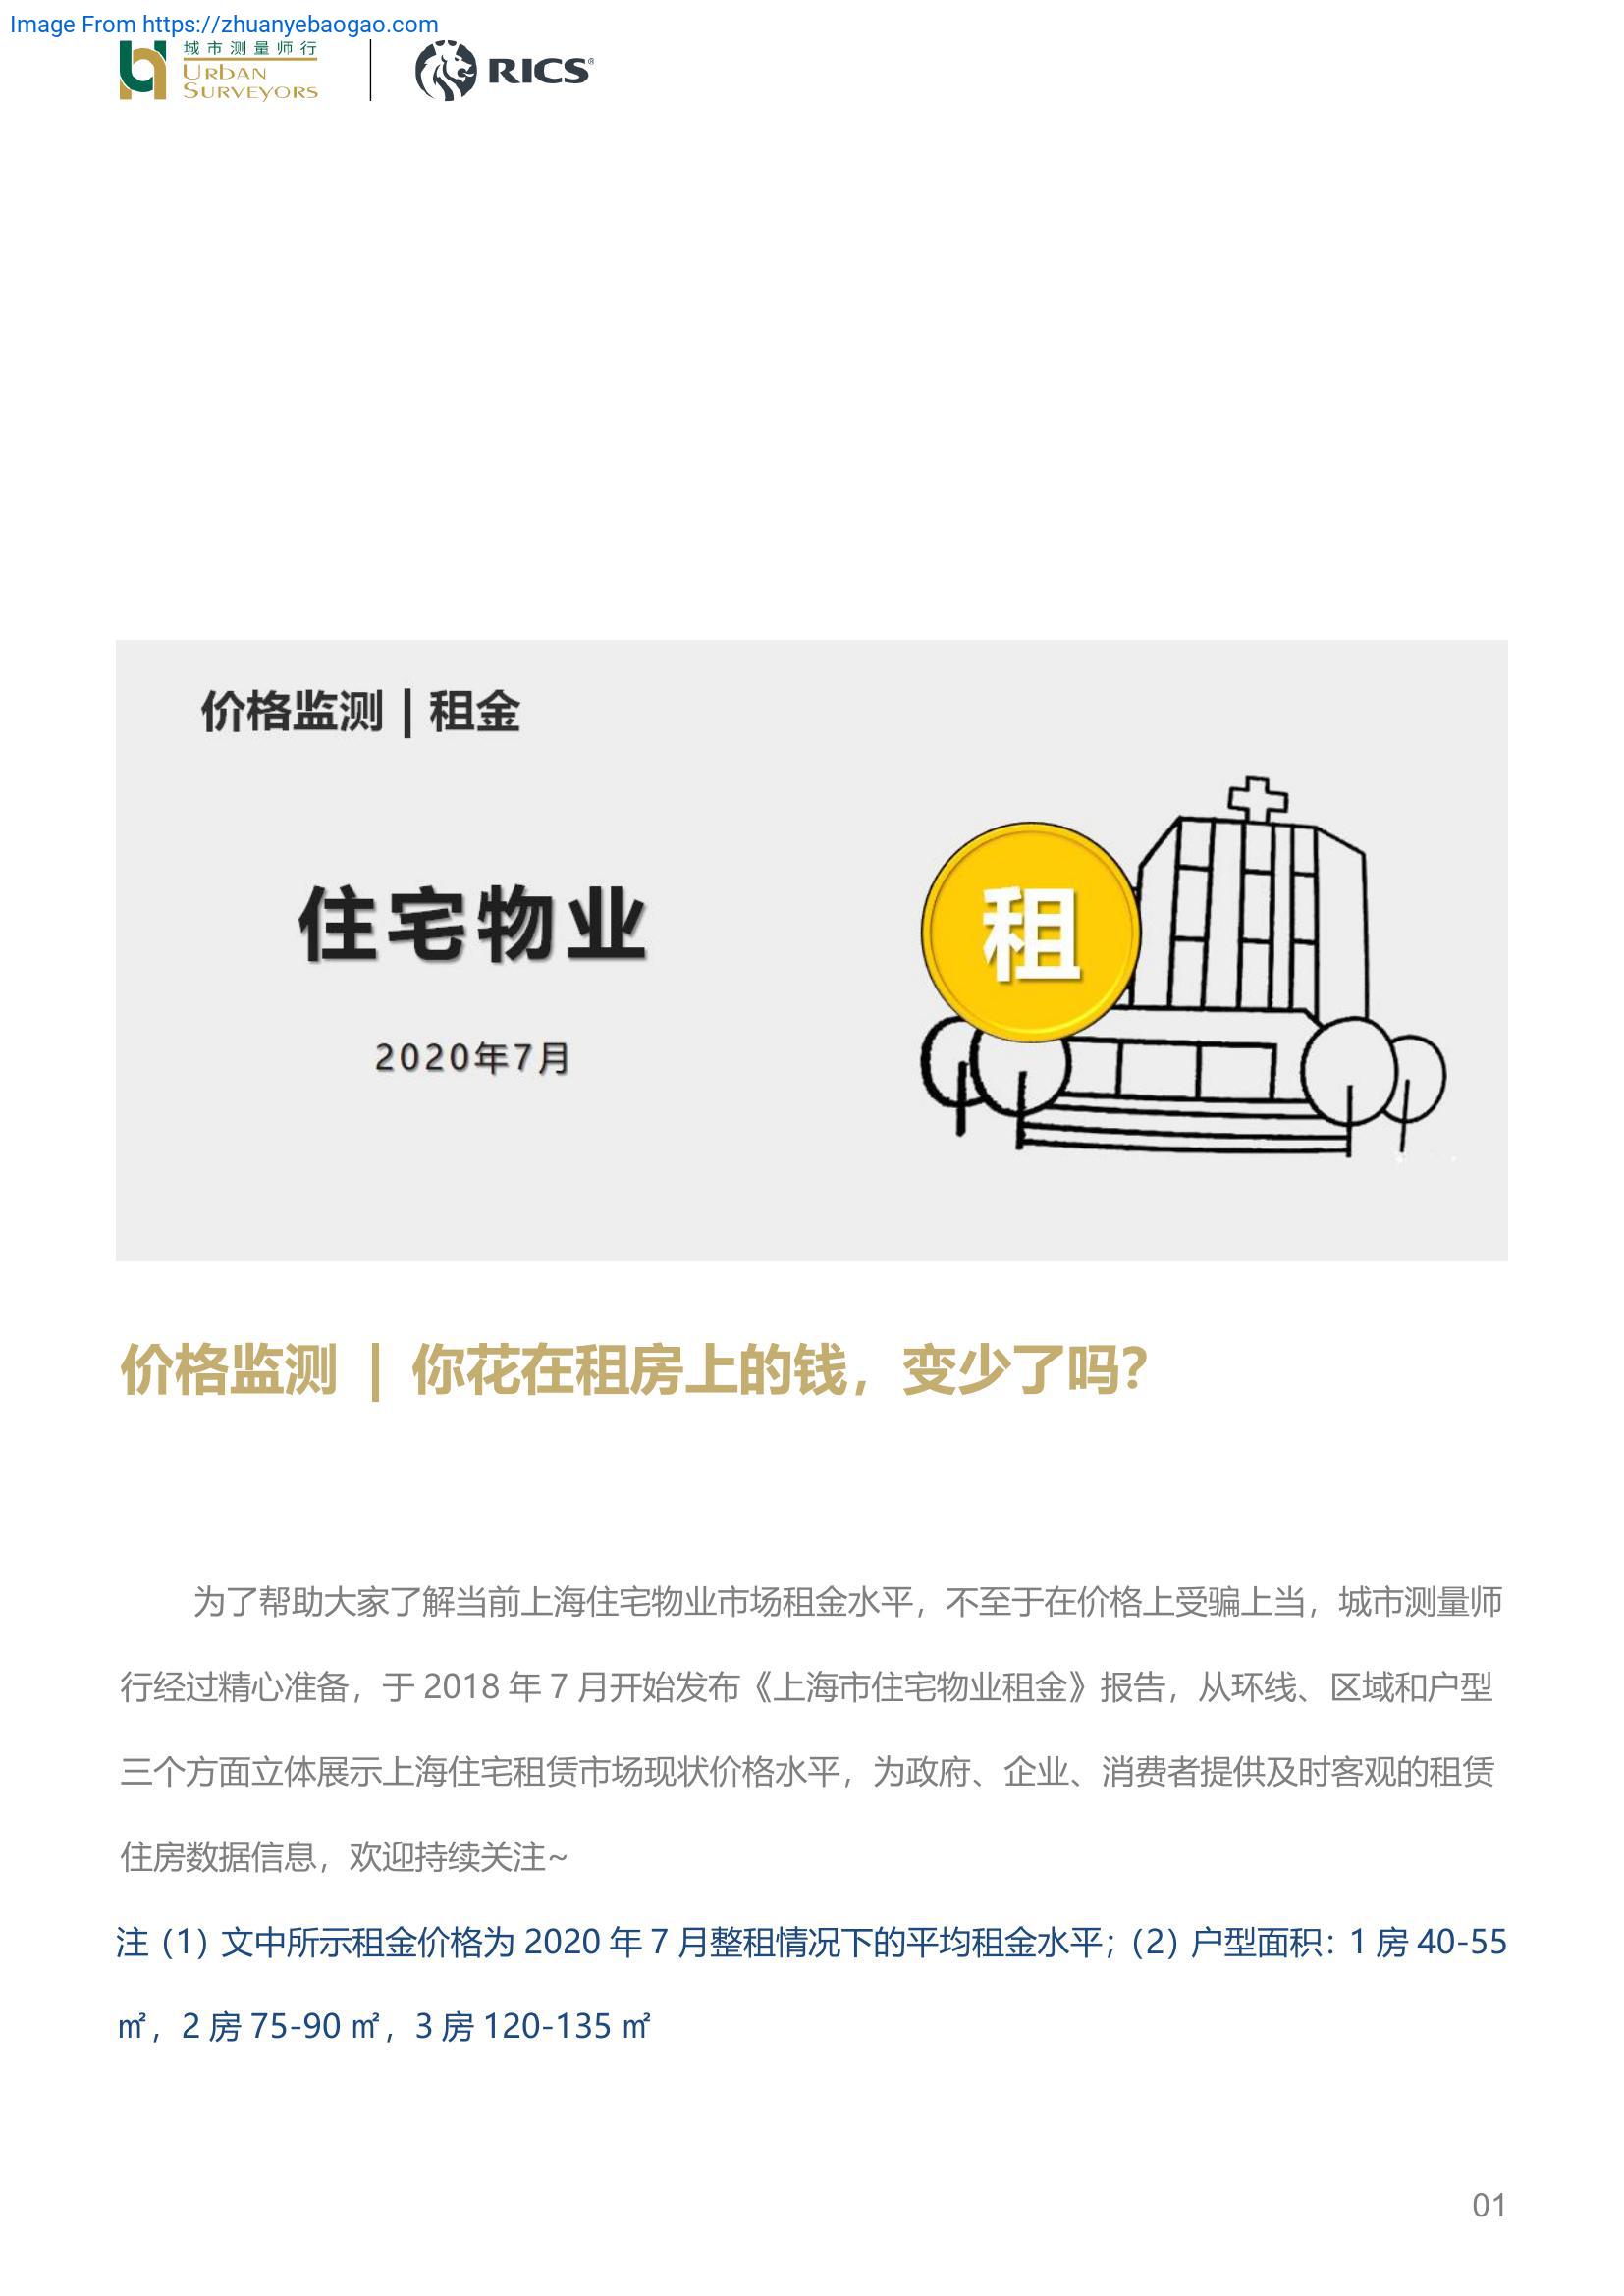 Image From https://zhuanyebaogao.com
城市测量师行
URBAN
SURVEYORS
RICS®
价格监测 | 租金
住宅物业
租
2020年7月
价格监测 | 你花在租房上的钱，变少了吗？
为了帮助大家了解当前上海住宅物业市场租金水平，不至于在价格上受骗上当，城市测量师
行经过精心准备，于 2018 年 7 月开始发布《上海市住宅物业租金》报告，从环线、区域和户型
三个方面立体展示上海住宅租赁市场现状价格水平，为政府、企业、消费者提供及时客观的租赁
住房数据信息，欢迎持续关注~
注（1）文中所示租金价格为 2020 年 7 月整租情况下的平均租金水平；（2）户型面积：1 房 40-55
㎡，2 房 75-90 ㎡，3 房 120-135 ㎡
01